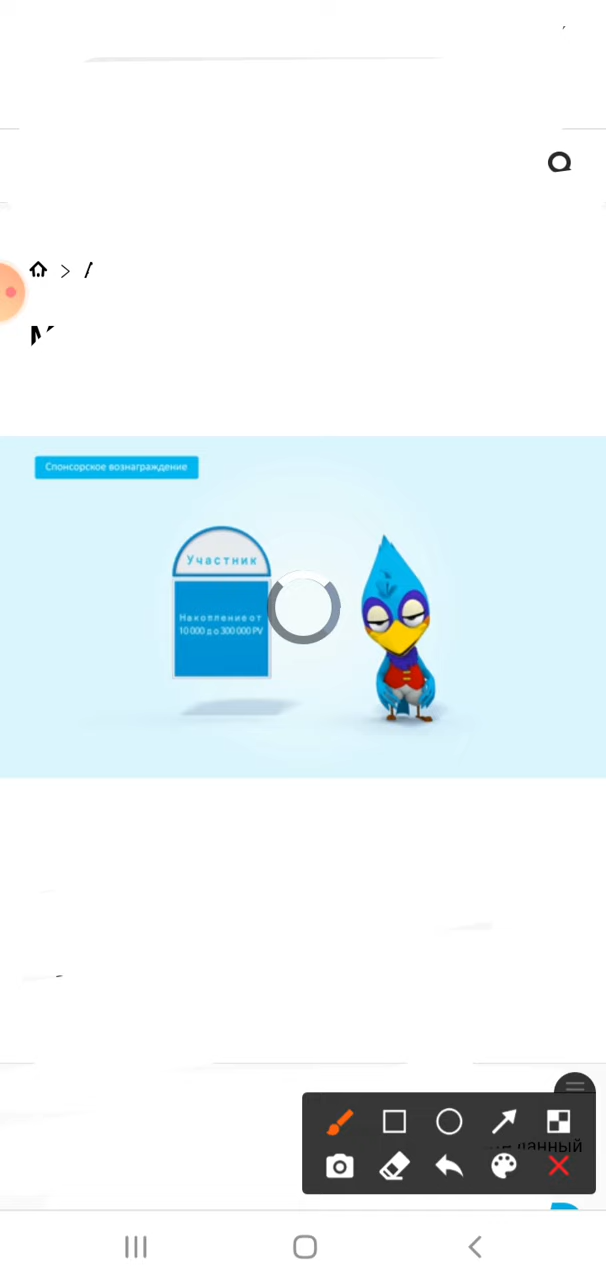 Спонсорское вознаграждение
Участник
Накопление от
10 000 до 300 000 PV
данный